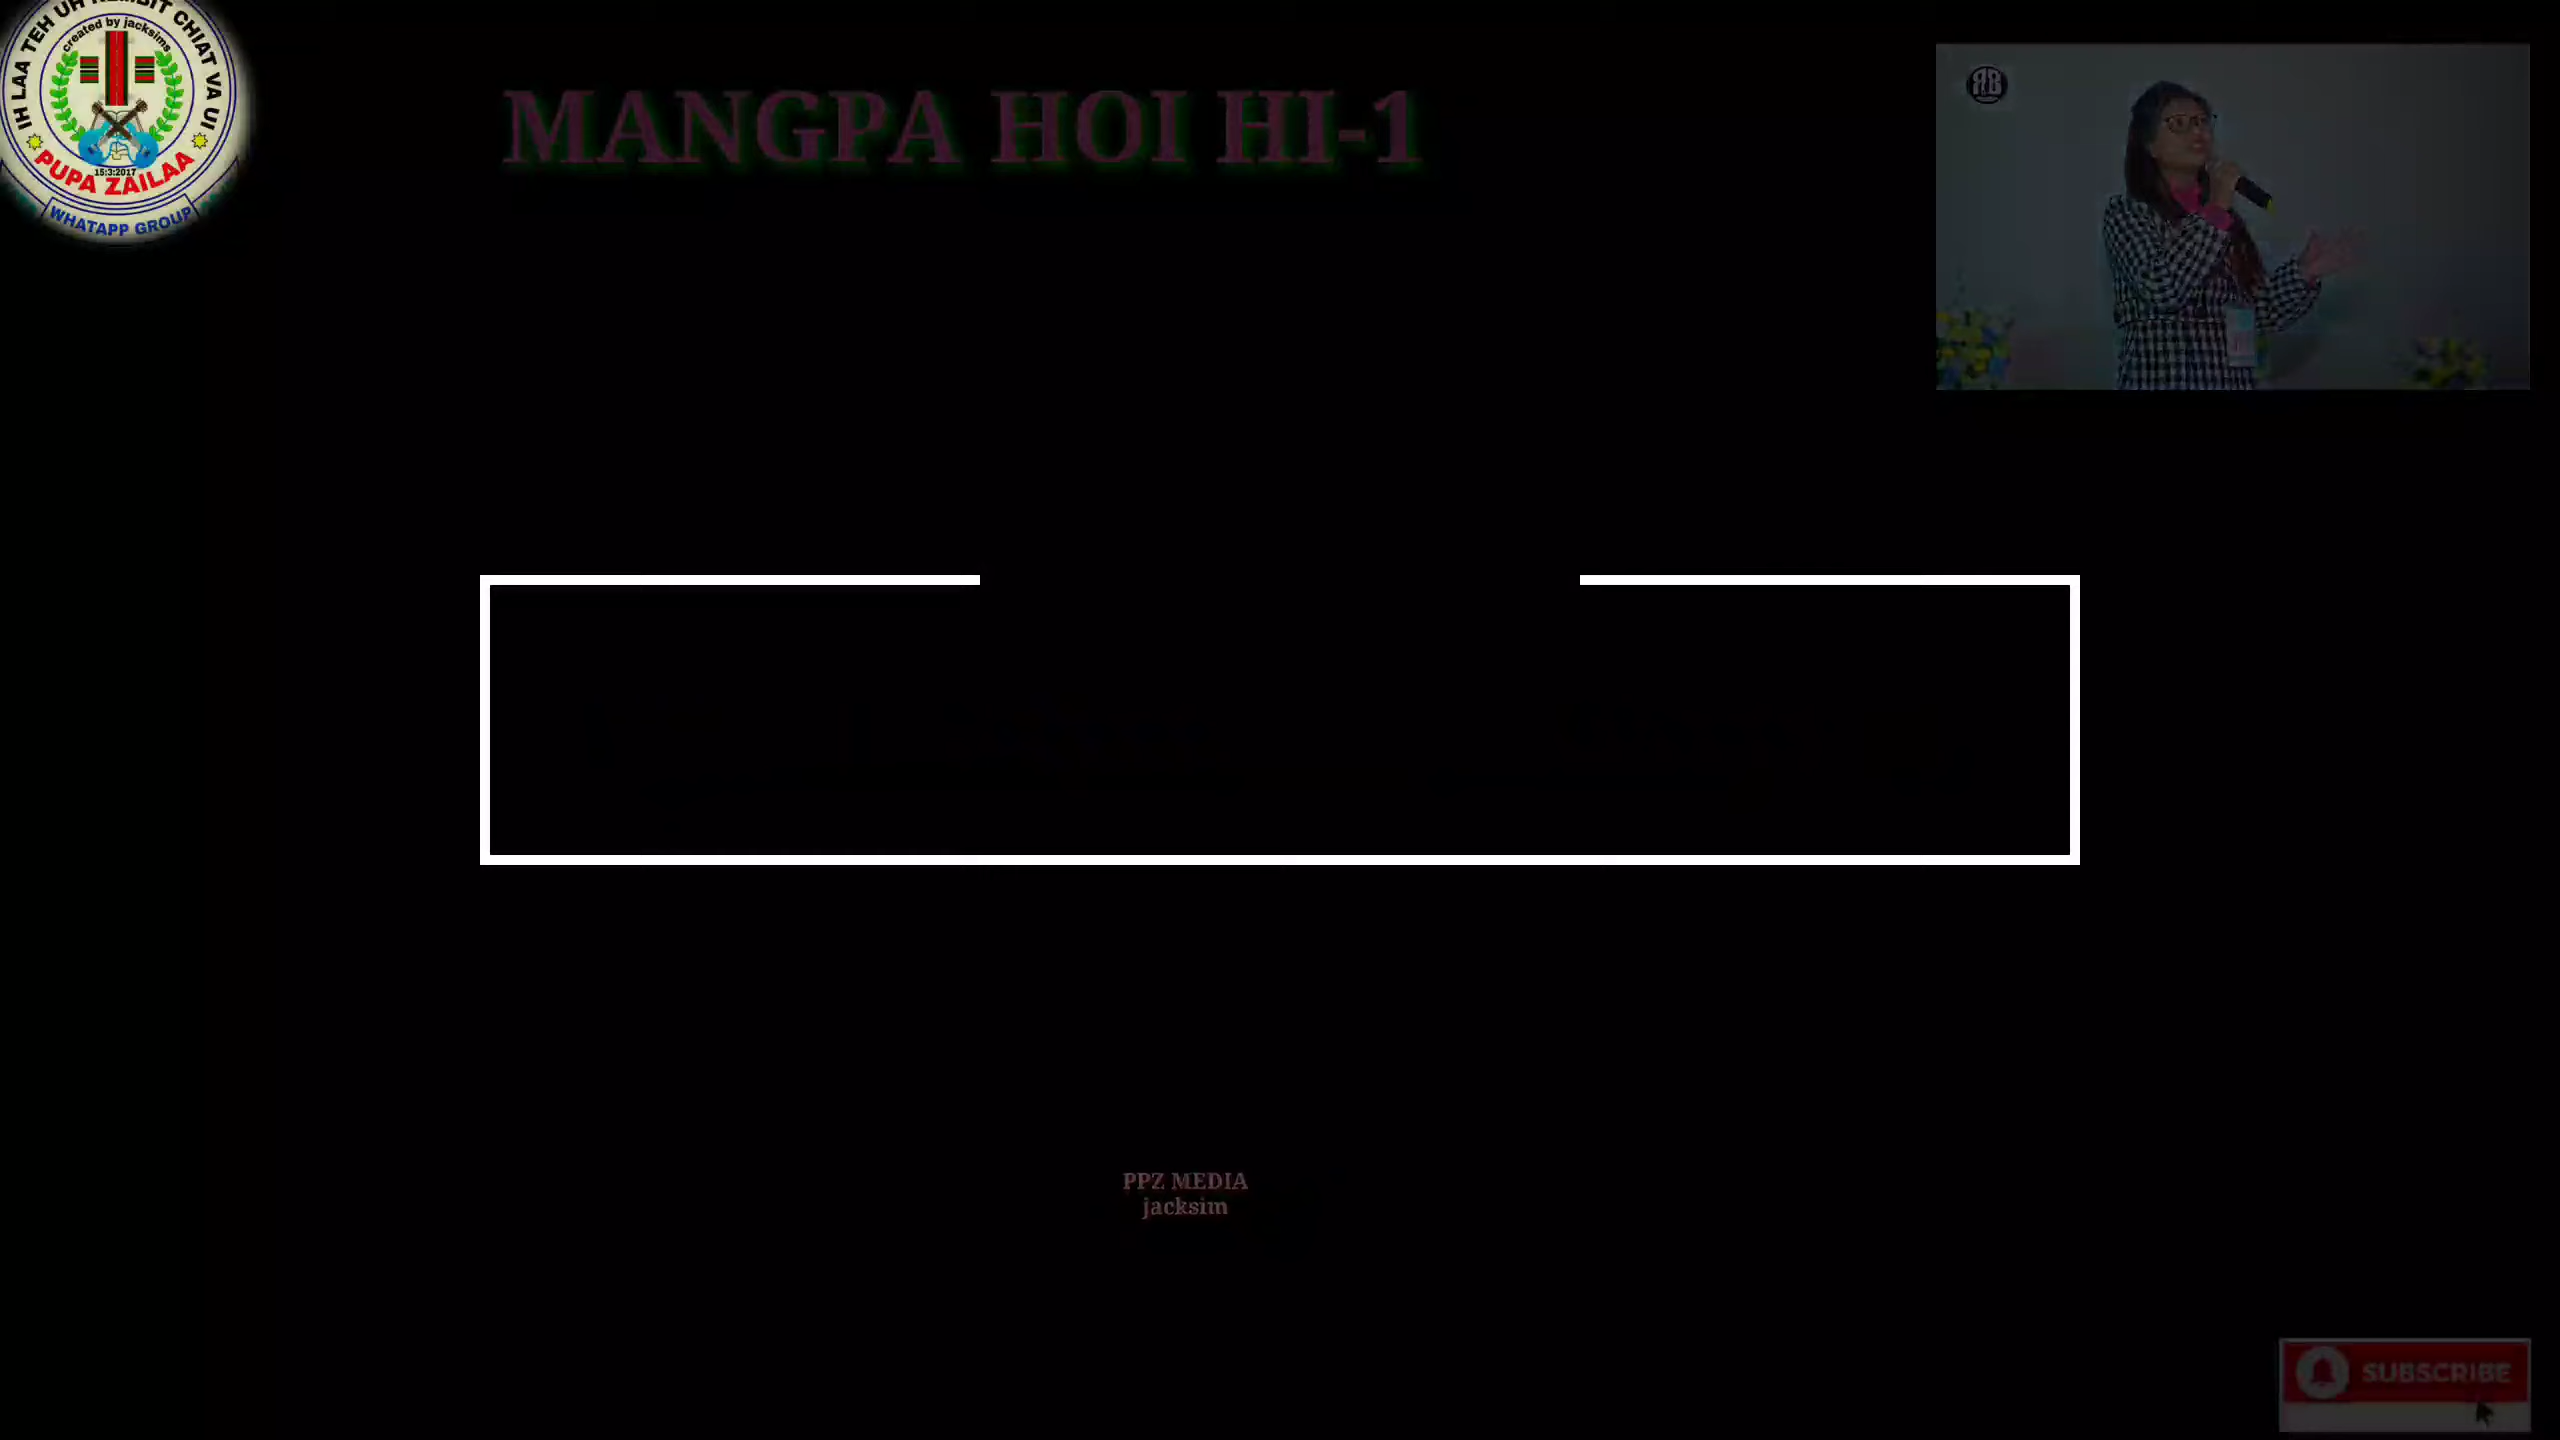 IH LAA TEH UH
CHIAT VA UI
created by jacksims
15:3:2017
PUPA ZAILAA
WHATAPP GROUP
MANGPA HOI HI-1
PPZ MEDIA
jacksim
SUBSCRIBE